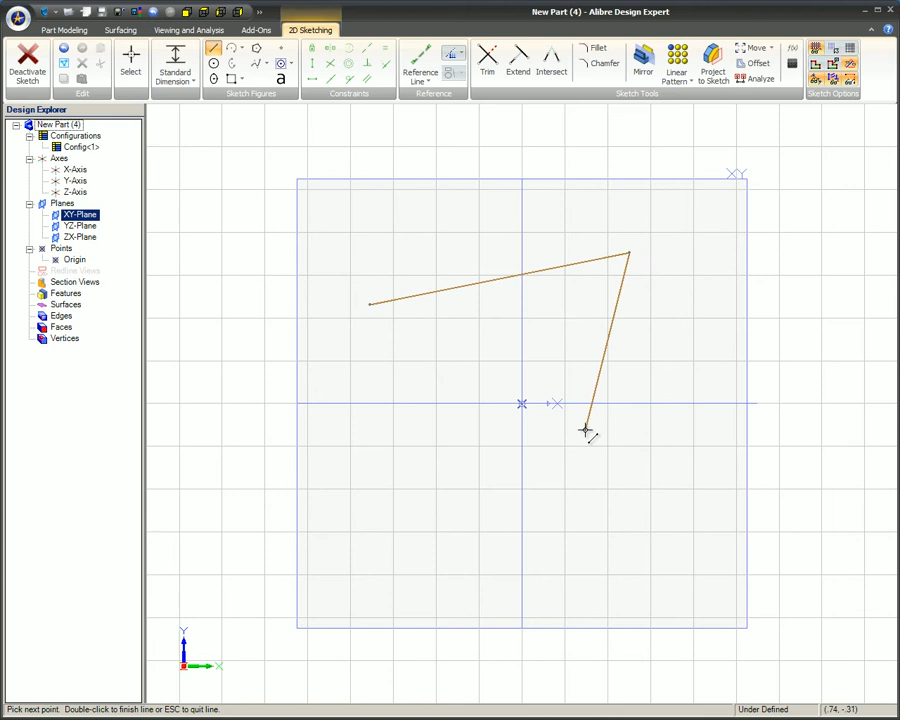 New Part (4) - Alibre Design Expert
Part Modeling
Surfacing
Viewing and Analysis
Add-Ons
2D Sketching
Deactivate
Sketch
Edit
Select
Standard
Dimension
a
Sketch Figures
Constraints
Reference
Line
Reference
Trim
Extend
Intersect
Fillet
Chamfer
Mirror
Linear
Pattern
Project
to Sketch
Move
Offset
Analyze
f(x)
Sketch Tools
Sketch Options
Design Explorer
New Part (4)
Configurations
Config<1>
Axes
X-Axis
Y-Axis
Z-Axis
Planes
XY-Plane
YZ-Plane
ZX-Plane
Points
Origin
Redline Views
Section Views
Features
Surfaces
Edges
Faces
Vertices
XY
X
Y
X
Pick next point. Double-click to finish line or ESC to quit line.
Under Defined
(.74, -.31)